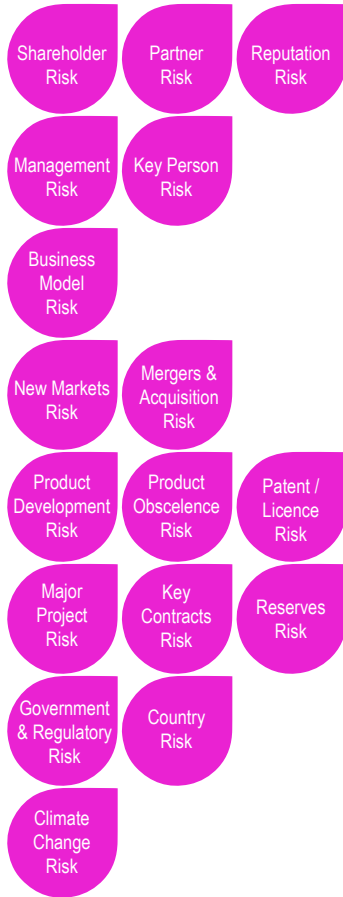 Shareholder
Risk
Partner
Risk
Reputation
Risk
Management
Risk
Key Person
Risk
Business
Model
Risk
New Markets
Risk
Mergers &
Acquisition
Risk
Product
Development
Risk
Product
Obscelence
Risk
Patent /
Licence
Risk
Major
Project
Risk
Key
Contracts
Risk
Reserves
Risk
Government
& Regulatory
Risk
Country
Risk
Climate
Change
Risk